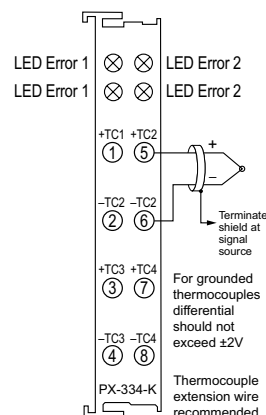 LED Error 1 LED Error 2
LED Error 1 LED Error 2
+TC1 +TC2
1 5
+
–
–TC2 –TC2
2 6
Terminate
shield at
signal
source
+TC3 +TC4
3 7
For grounded
thermocouples
differential
should not
exceed ±2V
–TC3 –TC4
4 8
PX-334-K
Thermocouple
extension wire
recommended